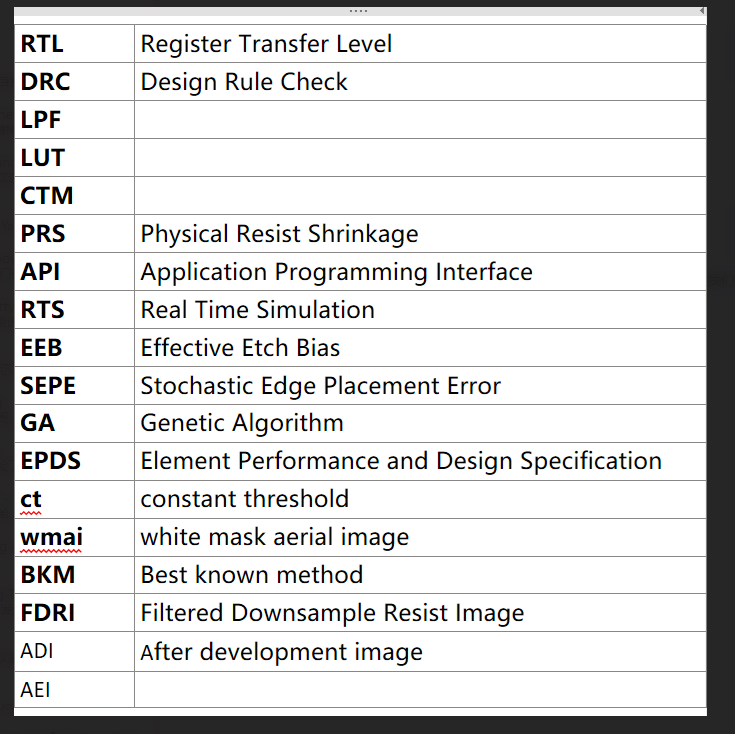 RTL Register Transfer Level
DRC Design Rule Check
LPF
LUT
CTM
PRS Physical Resist Shrinkage
API Application Programming Interface
RTS Real Time Simulation
EEB Effective Etch Bias
SEPE Stochastic Edge Placement Error
GA Genetic Algorithm
EPDS Element Performance and Design Specification
ct constant threshold
wmai white mask aerial image
BKM Best known method
FDRI Filtered Downsample Resist Image
ADI After development image
AEI